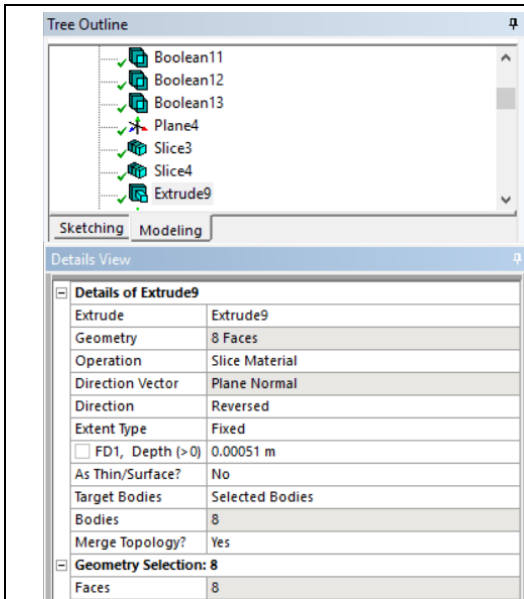 Tree Outline
Boolean11
Boolean12
Boolean13
Plane4
Slice3
Slice4
Extrude9
Sketching Modeling
Details View
Details of Extrude9
Extrude Extrude9
Geometry 8 Faces
Operation Slice Material
Direction Vector Plane Normal
Direction Reversed
Extent Type Fixed
FD1, Depth (>0) 0.00051 m
As Thin/Surface? No
Target Bodies Selected Bodies
Bodies 8
Merge Topology? Yes
Geometry Selection: 8
Faces 8